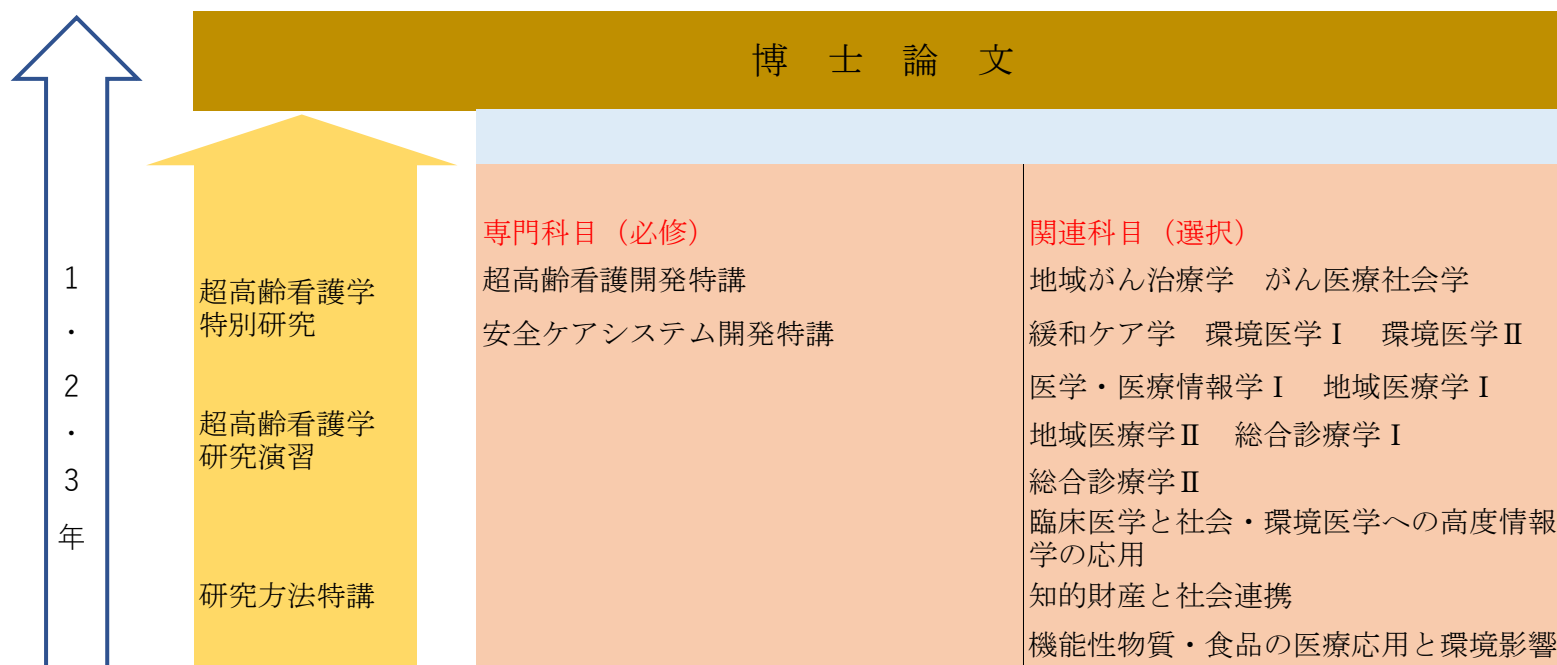 博 士 論 文
1
・
2
・
3
年
超高齢看護学
特別研究
超高齢看護学
研究演習
研究方法特講
専門科目（必修）
超高齢看護開発特講
安全ケアシステム開発特講
関連科目（選択）
地域がん治療学 がん医療社会学
緩和ケア学 環境医学Ⅰ 環境医学Ⅱ
医学・医療情報学Ⅰ 地域医療学Ⅰ
地域医療学Ⅱ 総合診療学Ⅰ
総合診療学Ⅱ
臨床医学と社会・環境医学への高度情報
学の応用
知的財産と社会連携
機能性物質・食品の医療応用と環境影響